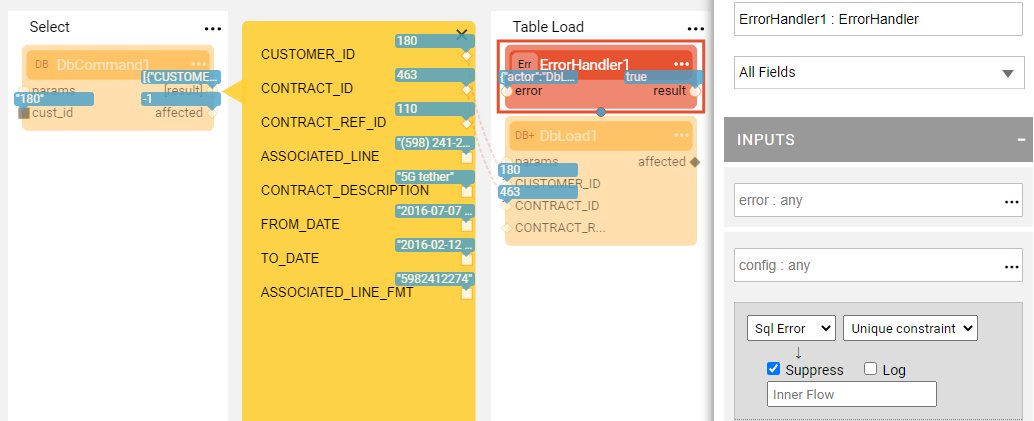 Select
...
DB DbCommand1 ...
[{"CUSTOME...
params [result]
"180" -1
cust_id affected
180
CUSTOMER_ID
463
CONTRACT_ID
110
CONTRACT_REF_ID
"(598) 241-2...
ASSOCIATED_LINE
"5G tether"
CONTRACT_DESCRIPTION
"2016-07-07 ...
FROM_DATE
"2016-02-12 ...
TO_DATE
"5982412274"
ASSOCIATED_LINE_FMT
Table Load
...
Err ErrorHandler1 ...
{"actor":"DbL... true
error result
DB+ DbLoad1 ...
params affected
180
CUSTOMER_ID
463
CONTRACT_ID
CONTRACT_R...
ErrorHandler1 : ErrorHandler
All Fields
INPUTS
error : any ...
config : any ...
Sql Error Unique constraint
↓
Suppress Log
Inner Flow